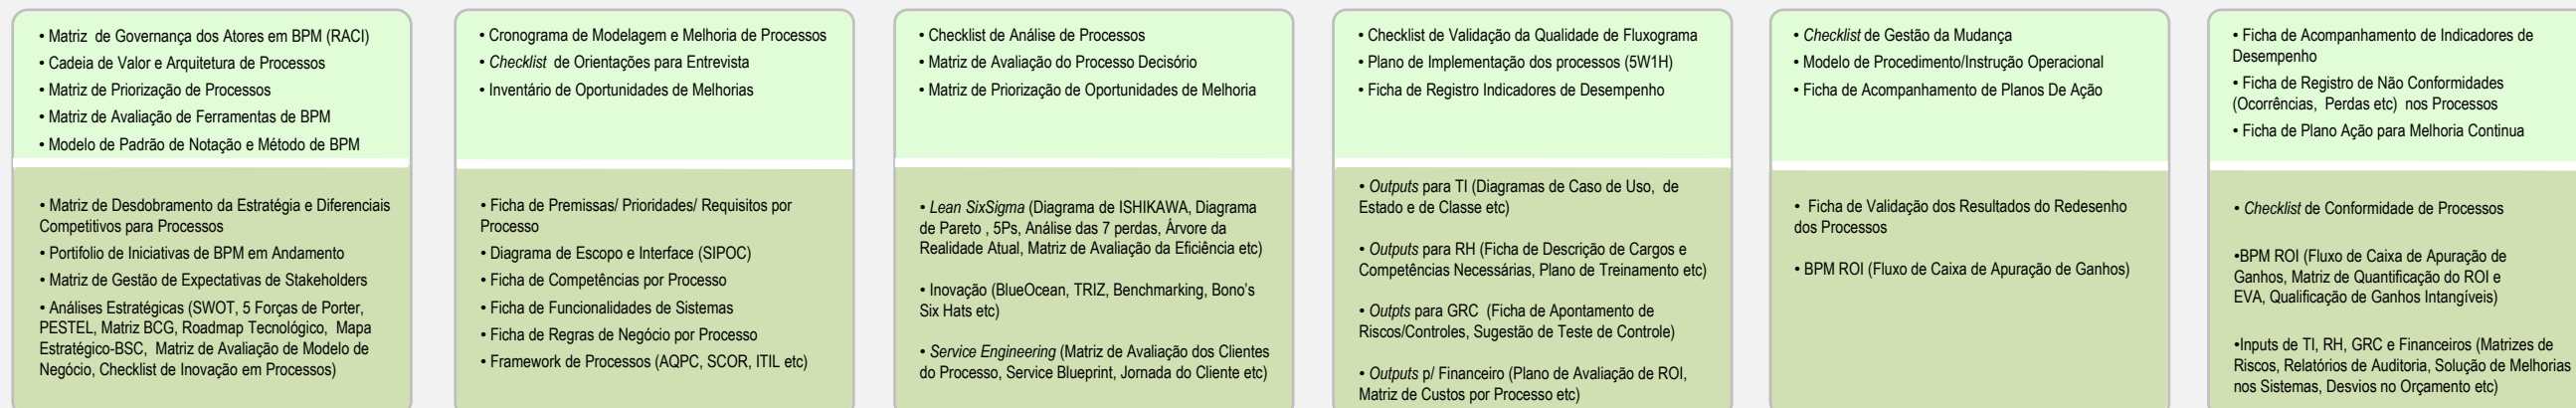 • Matriz de Governança dos Atores em BPM (RACI)
• Cadeia de Valor e Arquitetura de Processos
• Matriz de Priorização de Processos
• Matriz de Avaliação de Ferramentas de BPM
• Modelo de Padrão de Notação e Método de BPM
• Matriz de Desdobramento da Estratégia e Diferenciais
Competitivos para Processos
• Portifolio de Iniciativas de BPM em Andamento
• Matriz de Gestão de Expectativas de Stakeholders
• Análises Estratégicas (SWOT, 5 Forças de Porter,
PESTEL, Matriz BCG, Roadmap Tecnológico, Mapa
Estratégico-BSC, Matriz de Avaliação de Modelo de
Negócio, Checklist de Inovação em Processos)
• Cronograma de Modelagem e Melhoria de Processos
• Checklist de Orientações para Entrevista
• Inventário de Oportunidades de Melhorias
• Ficha de Premissas/ Prioridades/ Requisitos por
Processo
• Diagrama de Escopo e Interface (SIPOC)
• Ficha de Competências por Processo
• Ficha de Funcionalidades de Sistemas
• Ficha de Regras de Negócio por Processo
• Framework de Processos (AQPC, SCOR, ITIL etc)
• Checklist de Análise de Processos
• Matriz de Avaliação do Processo Decisório
• Matriz de Priorização de Oportunidades de Melhoria
• Lean SixSigma (Diagrama de ISHIKAWA, Diagrama
de Pareto , 5Ps, Análise das 7 perdas, Árvore da
Realidade Atual, Matriz de Avaliação da Eficiência etc)
• Inovação (BlueOcean, TRIZ, Benchmarking, Bono's
Six Hats etc)
• Service Engineering (Matriz de Avaliação dos Clientes
do Processo, Service Blueprint, Jornada do Cliente etc)
• Checklist de Validação da Qualidade de Fluxograma
• Plano de Implementação dos processos (5W1H)
• Ficha de Registro Indicadores de Desempenho
• Outputs para TI (Diagramas de Caso de Uso, de
Estado e de Classe etc)
• Outputs para RH (Ficha de Descrição de Cargos e
Competências Necessárias, Plano de Treinamento etc)
• Outpts para GRC (Ficha de Apontamento de
Riscos/Controles, Sugestão de Teste de Controle)
• Outputs p/ Financeiro (Plano de Avaliação de ROI,
Matriz de Custos por Processo etc)
• Checklist de Gestão da Mudança
• Modelo de Procedimento/Instrução Operacional
• Ficha de Acompanhamento de Planos De Ação
• Ficha de Validação dos Resultados do Redesenho
dos Processos
• BPM ROI (Fluxo de Caixa de Apuração de Ganhos)
• Ficha de Acompanhamento de Indicadores de
Desempenho
• Ficha de Registro de Não Conformidades
(Ocorrências, Perdas etc) nos Processos
• Ficha de Plano Ação para Melhoria Continua
• Checklist de Conformidade de Processos
•BPM ROI (Fluxo de Caixa de Apuração de
Ganhos, Matriz de Quantificação do ROI e
EVA, Qualificação de Ganhos Intangíveis)
•Inputs de TI, RH, GRC e Financeiros (Matrizes de
Riscos, Relatórios de Auditoria, Solução de Melhorias
nos Sistemas, Desvios no Orçamento etc)